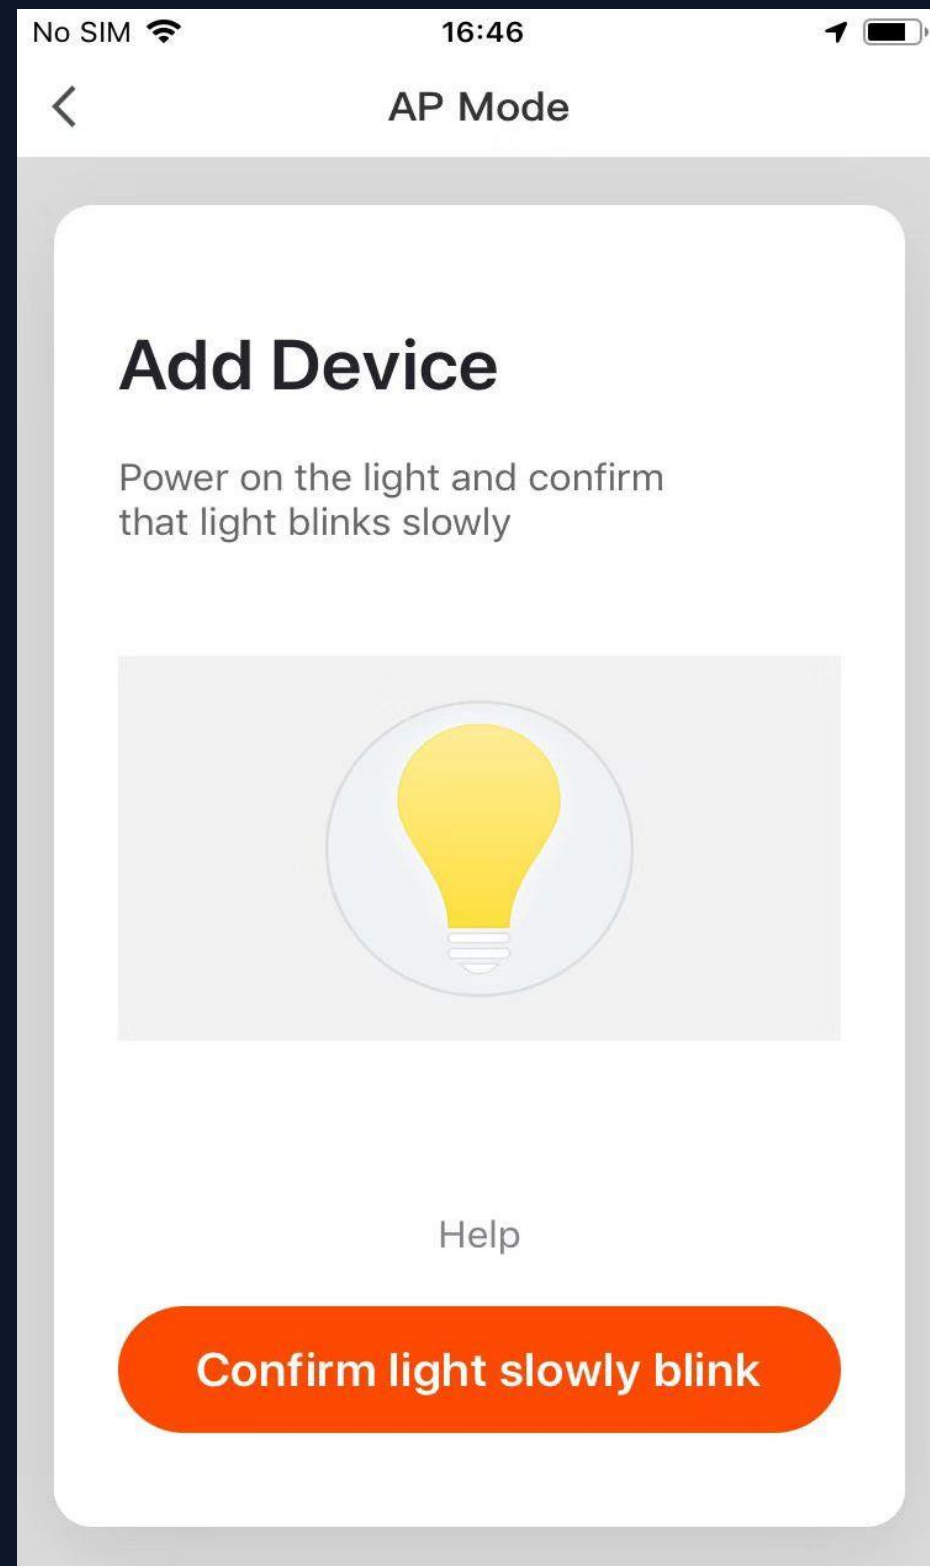 No SIM 16:46
AP Mode
Add Device
Power on the light and confirm
that light blinks slowly
Help
Confirm light slowly blink